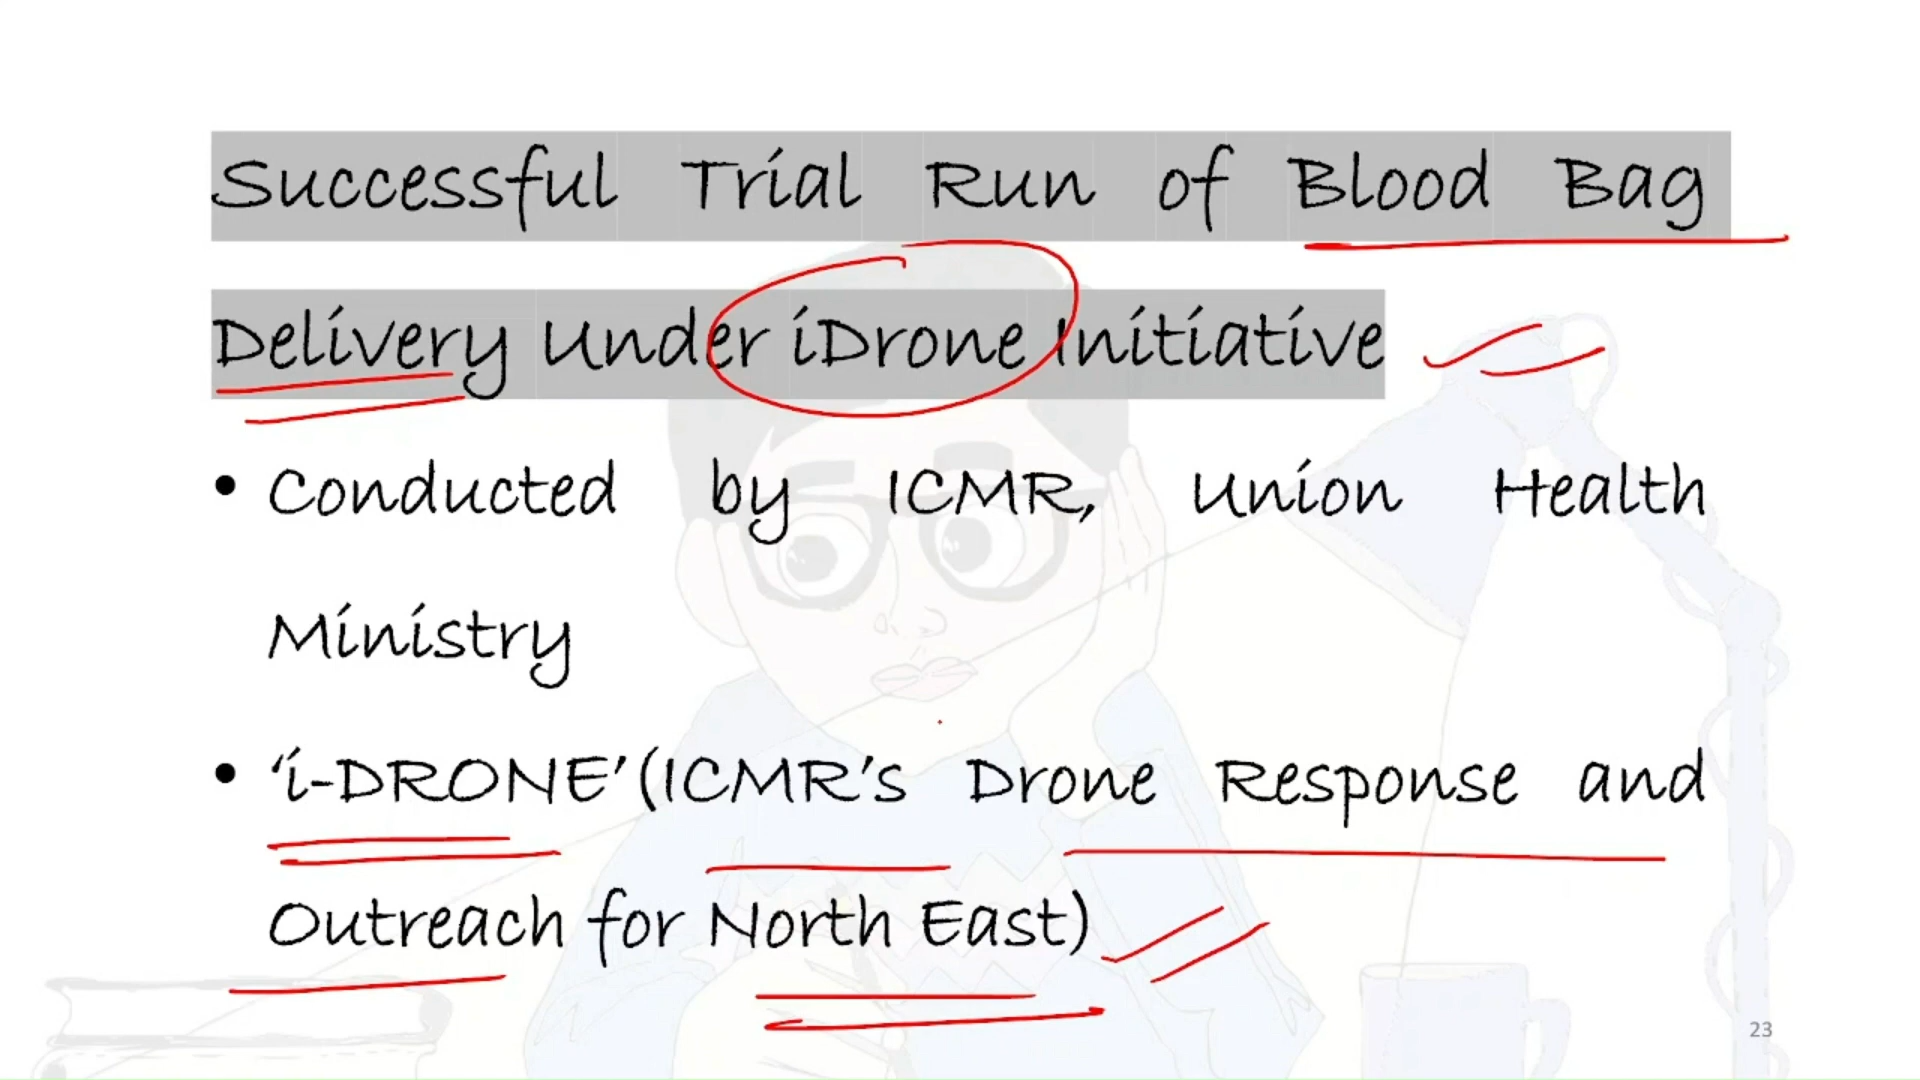 Successful Trial Run of Blood Bag
Delivery Under iDrone Initiative
• Conducted by ICMR, Union Health
Ministry
• ‘i-DRONE’(ICMR’s Drone Response and
Outreach for North East)
23